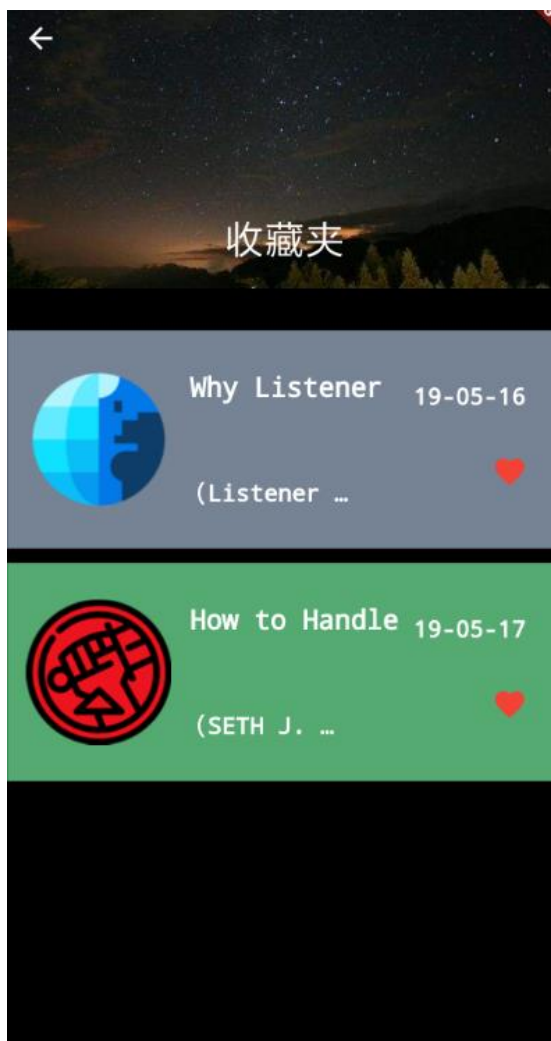 收藏夹
Why Listener
19-05-16
(Listener …
How to Handle
19-05-17
(SETH J. …